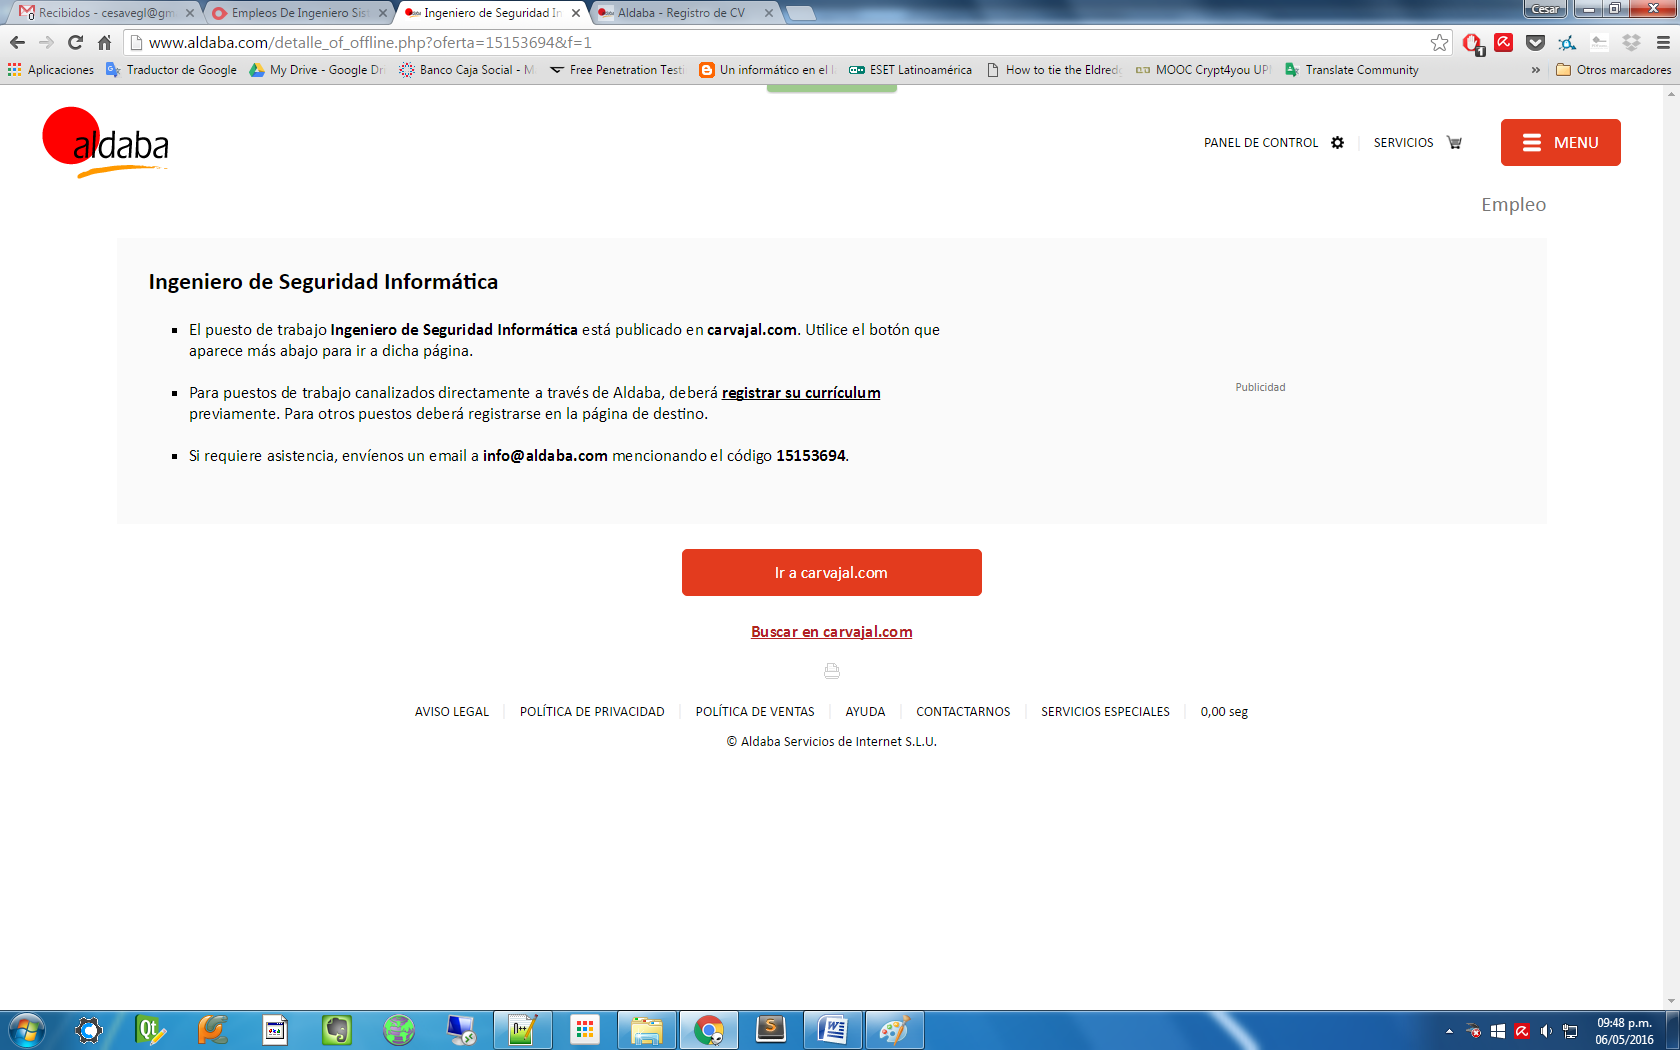 Recibidos - cesavegl@gm
Empleos De Ingeniero Sist
Ingeniero de Seguridad In
Aldaba - Registro de CV
Cesar
www.aldaba.com/detalle_of_offline.php?oferta=15153694&f=1
1
Aplicaciones
Traductor de Google
My Drive - Google Dri
Banco Caja Social - M
Free Penetration Testi
Un informático en el l
ESET Latinoamérica
How to tie the Eldredg
MOOC Crypt4you UPM
Translate Community
»
Otros marcadores
aldaba
PANEL DE CONTROL
SERVICIOS
MENU
Empleo
Ingeniero de Seguridad Informática
El puesto de trabajo Ingeniero de Seguridad Informática está publicado en carvajal.com. Utilice el botón que
aparece más abajo para ir a dicha página.
Para puestos de trabajo canalizados directamente a través de Aldaba, deberá registrar su currículum
previamente. Para otros puestos deberá registrarse en la página de destino.
Si requiere asistencia, envíenos un email a info@aldaba.com mencionando el código 15153694.
Publicidad
Ir a carvajal.com
Buscar en carvajal.com
AVISO LEGAL
POLÍTICA DE PRIVACIDAD
POLÍTICA DE VENTAS
AYUDA
CONTACTARNOS
SERVICIOS ESPECIALES
0,00 seg
© Aldaba Servicios de Internet S.L.U.
09:48 p.m.
06/05/2016